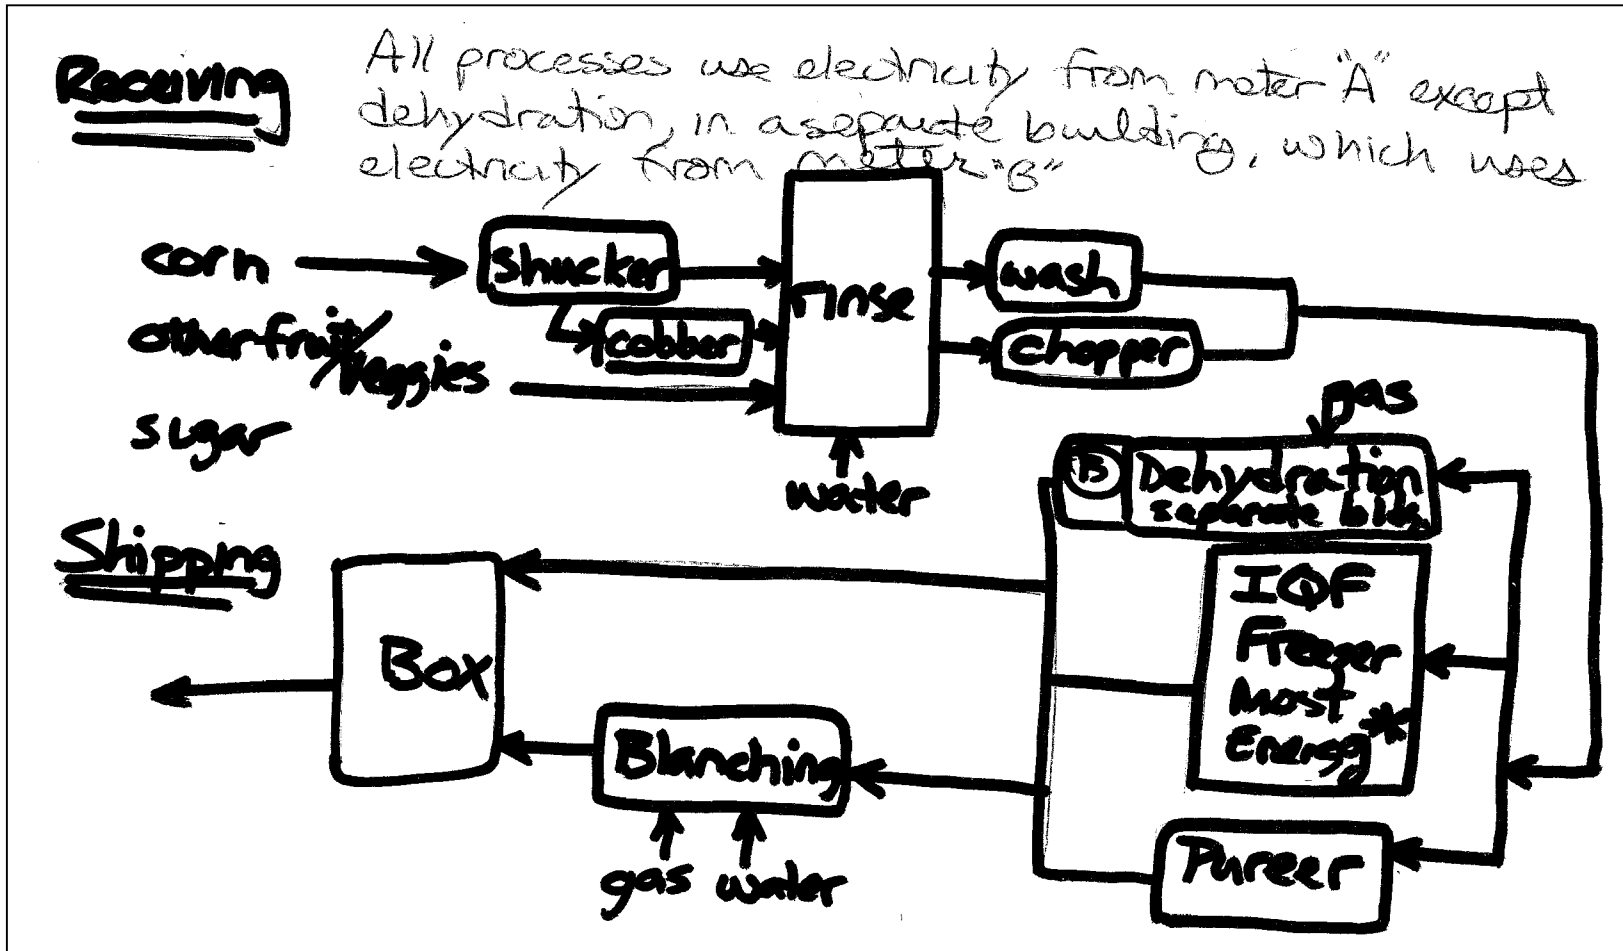 Receiving
All processes use electricity from meter "A" except
dehydration, in a separate building, which uses
electricity from meter "B"
corn
shucker
rinse
wash
other fruit/
veggies
cobber
chopper
sugar
water
gas
B
Dehydration
separate bldg.
Shipping
Box
IQF
Freezer
Most
Energy*
Blanching
gas water
Pureer